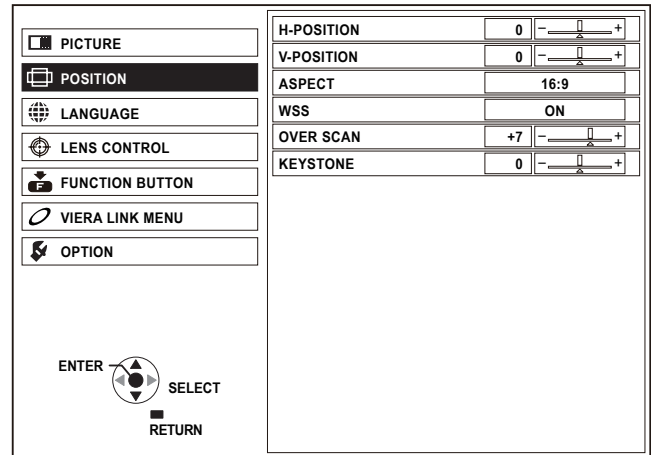 PICTURE
POSITION
LANGUAGE
LENS CONTROL
FUNCTION BUTTON
F
VIERA LINK MENU
OPTION
ENTER
SELECT
RETURN
H-POSITION 0 - +
V-POSITION 0 - +
ASPECT 16:9
WSS ON
OVER SCAN +7 - +
KEYSTONE 0 - +